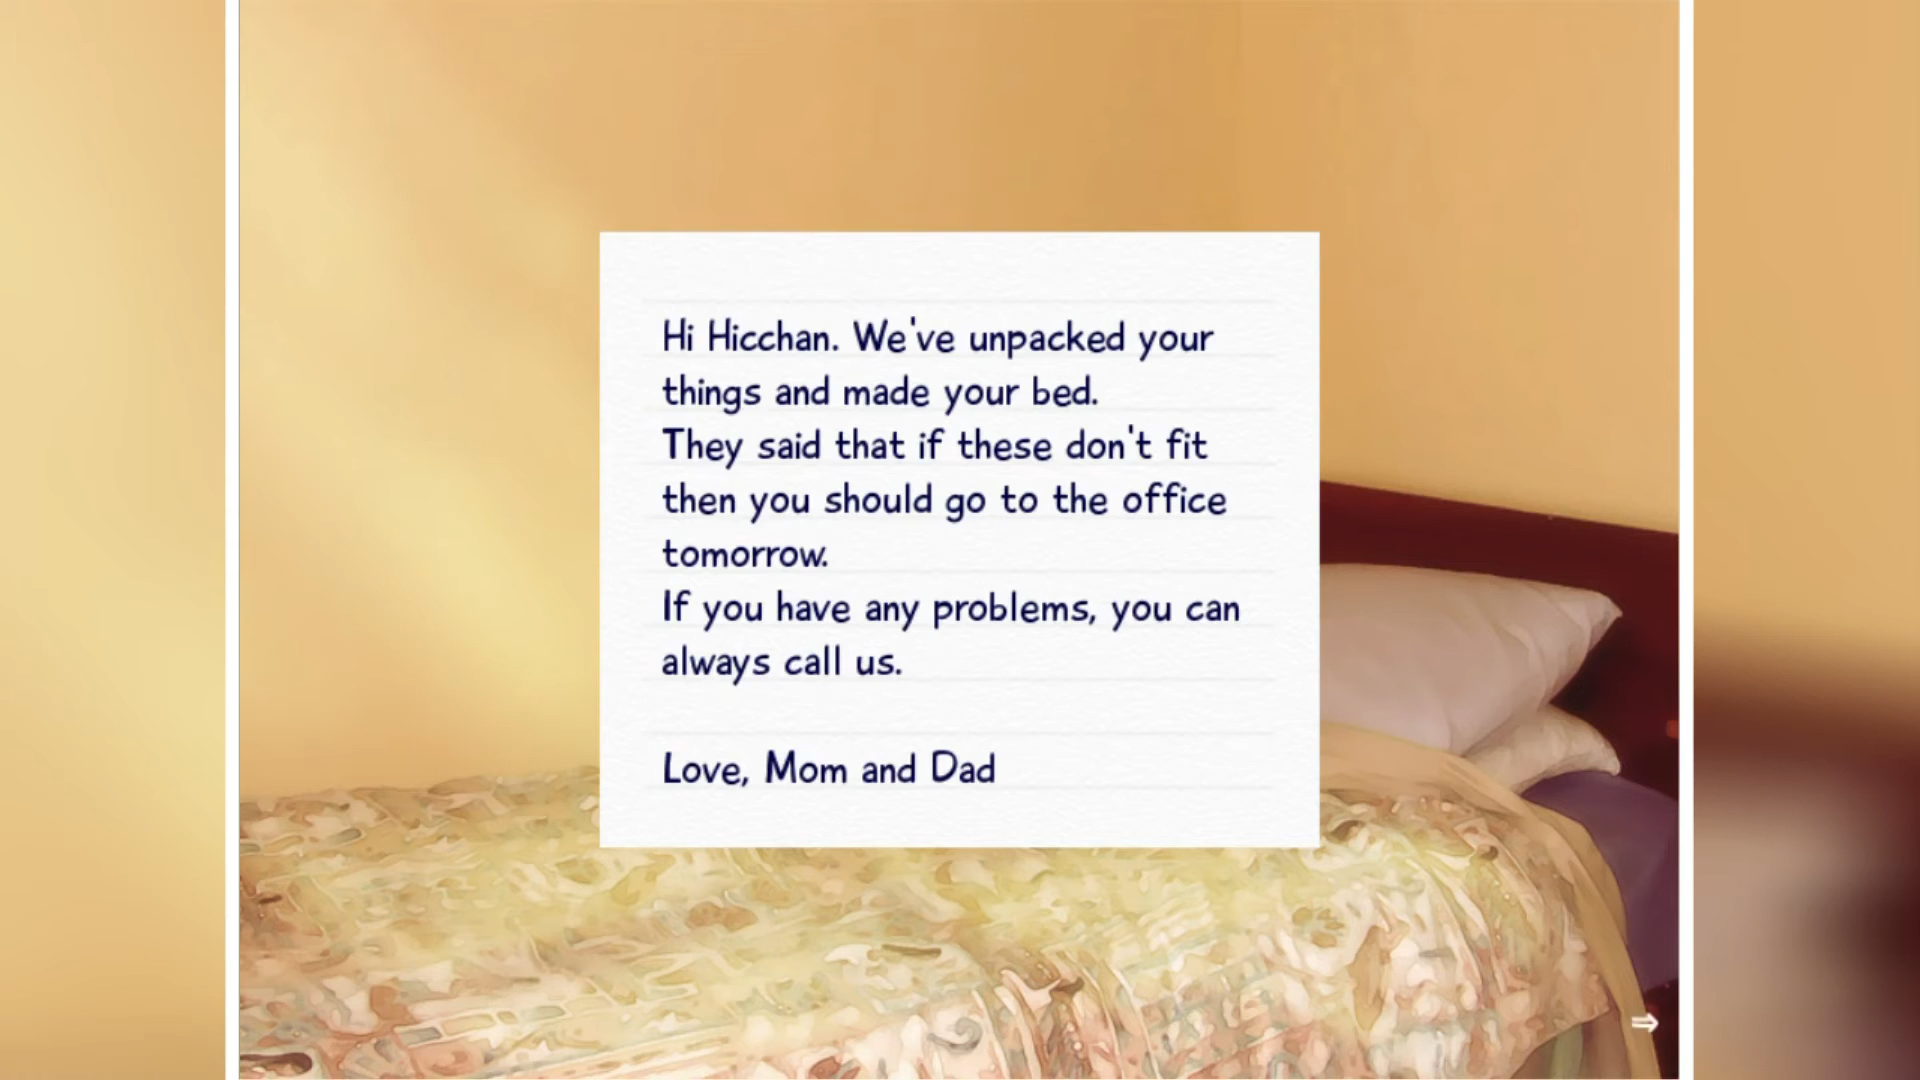 Hi Hicchan. We've unpacked your
things and made your bed.
They said that if these don't fit
then you should go to the office
tomorrow.
If you have any problems, you can
always call us.
Love, Mom and Dad